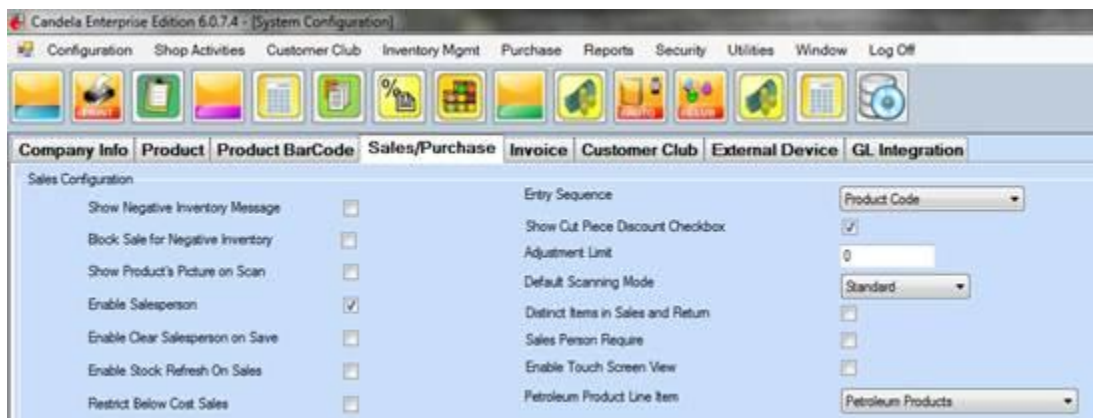 Candela Enterprise Edition 6.0.7.4 - [System Configuration]
Configuration Shop Activities Customer Club Inventory Mgmt Purchase Reports Security Utilities Window Log Off
PRINT
Company Info Product Product BarCode Sales/Purchase Invoice Customer Club External Device GL Integration
Sales Configuration
Show Negative Inventory Message
Block Sale for Negative Inventory
Show Product's Picture on Scan
Enable Salesperson
Enable Clear Salesperson on Save
Enable Stock Refresh On Sales
Restrict Below Cost Sales
Entry Sequence Product Code
Show Cut Piece Discount Checkbox
Adjustment Limit 0
Default Scanning Mode Standard
Distinct Items in Sales and Return
Sales Person Require
Enable Touch Screen View
Petroleum Product Line Item Petroleum Products